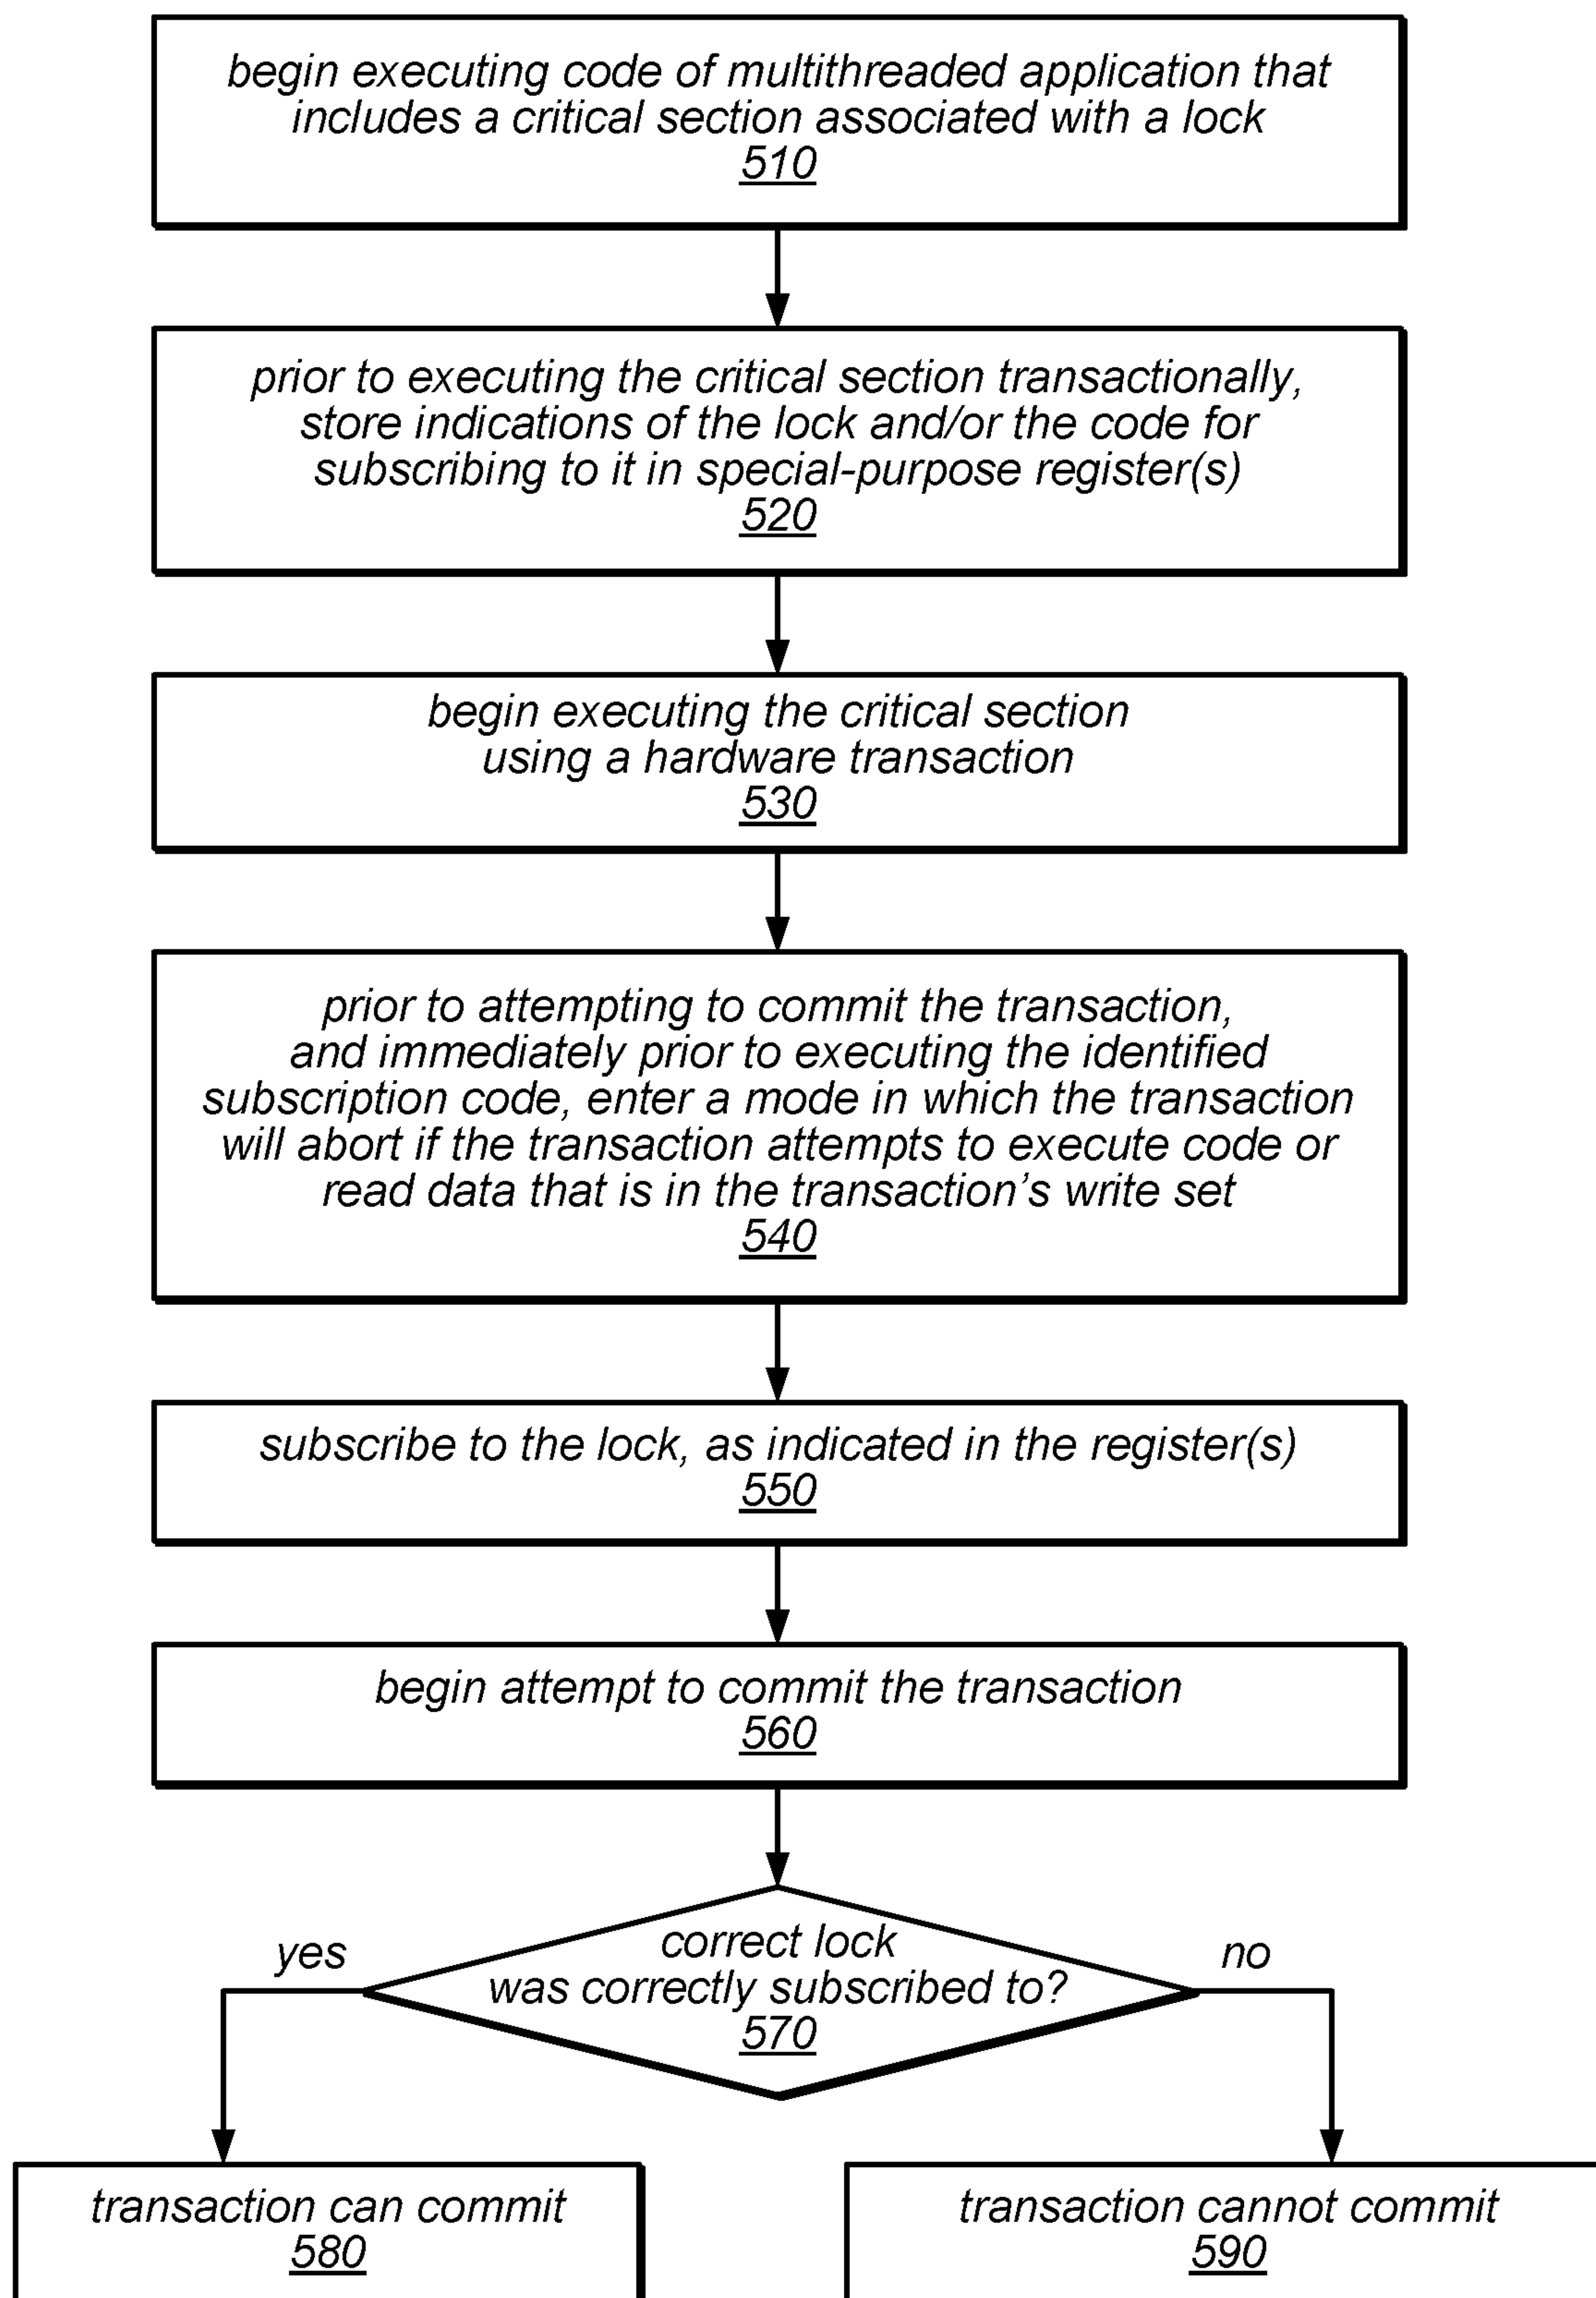 begin executing code of multithreaded application that
includes a critical section associated with a lock
510
prior to executing the critical section transactionally,
store indications of the lock and/or the code for
subscribing to it in special-purpose register(s)
520
begin executing the critical section
using a hardware transaction
530
prior to attempting to commit the transaction,
and immediately prior to executing the identified
subscription code, enter a mode in which the transaction
will abort if the transaction attempts to execute code or
read data that is in the transaction's write set
540
subscribe to the lock, as indicated in the register(s)
550
begin attempt to commit the transaction
560
correct lock
was correctly subscribed to?
570
yes
no
transaction can commit
580
transaction cannot commit
590